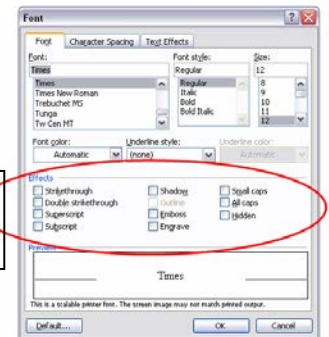 Font
Font Character Spacing Text Effects
Font: Font style: Size:
Times Regular 12
Times Regular 8
Times New Roman Italic 9
Trebuchet MS Bold 10
Tunga Bold Italic 11
Tw Cen MT 12
Font color: Underline style: Underline color:
Automatic (none) Automatic
Effects
Strikethrough Shadow Small caps
Double strikethrough Outline All caps
Superscript Emboss Hidden
Subscript Engrave
Preview
Times
This is a scalable printer font. The screen image may not match printed output.
Default... OK Cancel